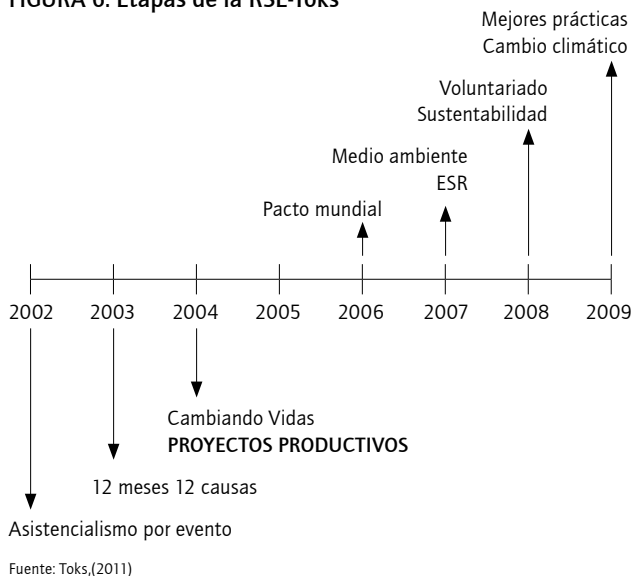 FIGURA 6. Etapas de la RSE-Toks
Mejores prácticas
Cambio climático
Voluntariado
Sustentabilidad
Medio ambiente
ESR
Pacto mundial
2002 2003 2004 2005 2006 2007 2008 2009
Cambiando Vidas
PROYECTOS PRODUCTIVOS
12 meses 12 causas
Asistencialismo por evento
Fuente: Toks,(2011)